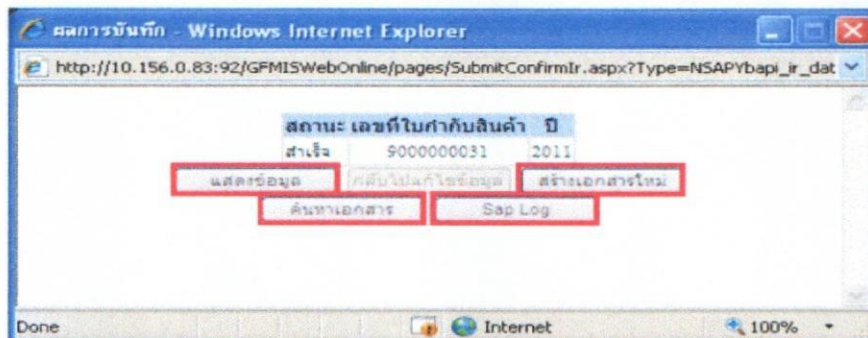 ผลการบันทึก - Windows Internet Explorer
http://10.156.0.83:92/GFMISWebOnline/pages/SubmitConfirmIr.aspx?Type=NSAPYbapi_ir_dat
สถานะ เลขที่ใบกำกับสินค้า ปี
สำเร็จ 9000000031 2011
แสดงข้อมูล กลับไปแก้ไขข้อมูล สร้างเอกสารใหม่
ค้นหาเอกสาร Sap Log
Done Internet 100%